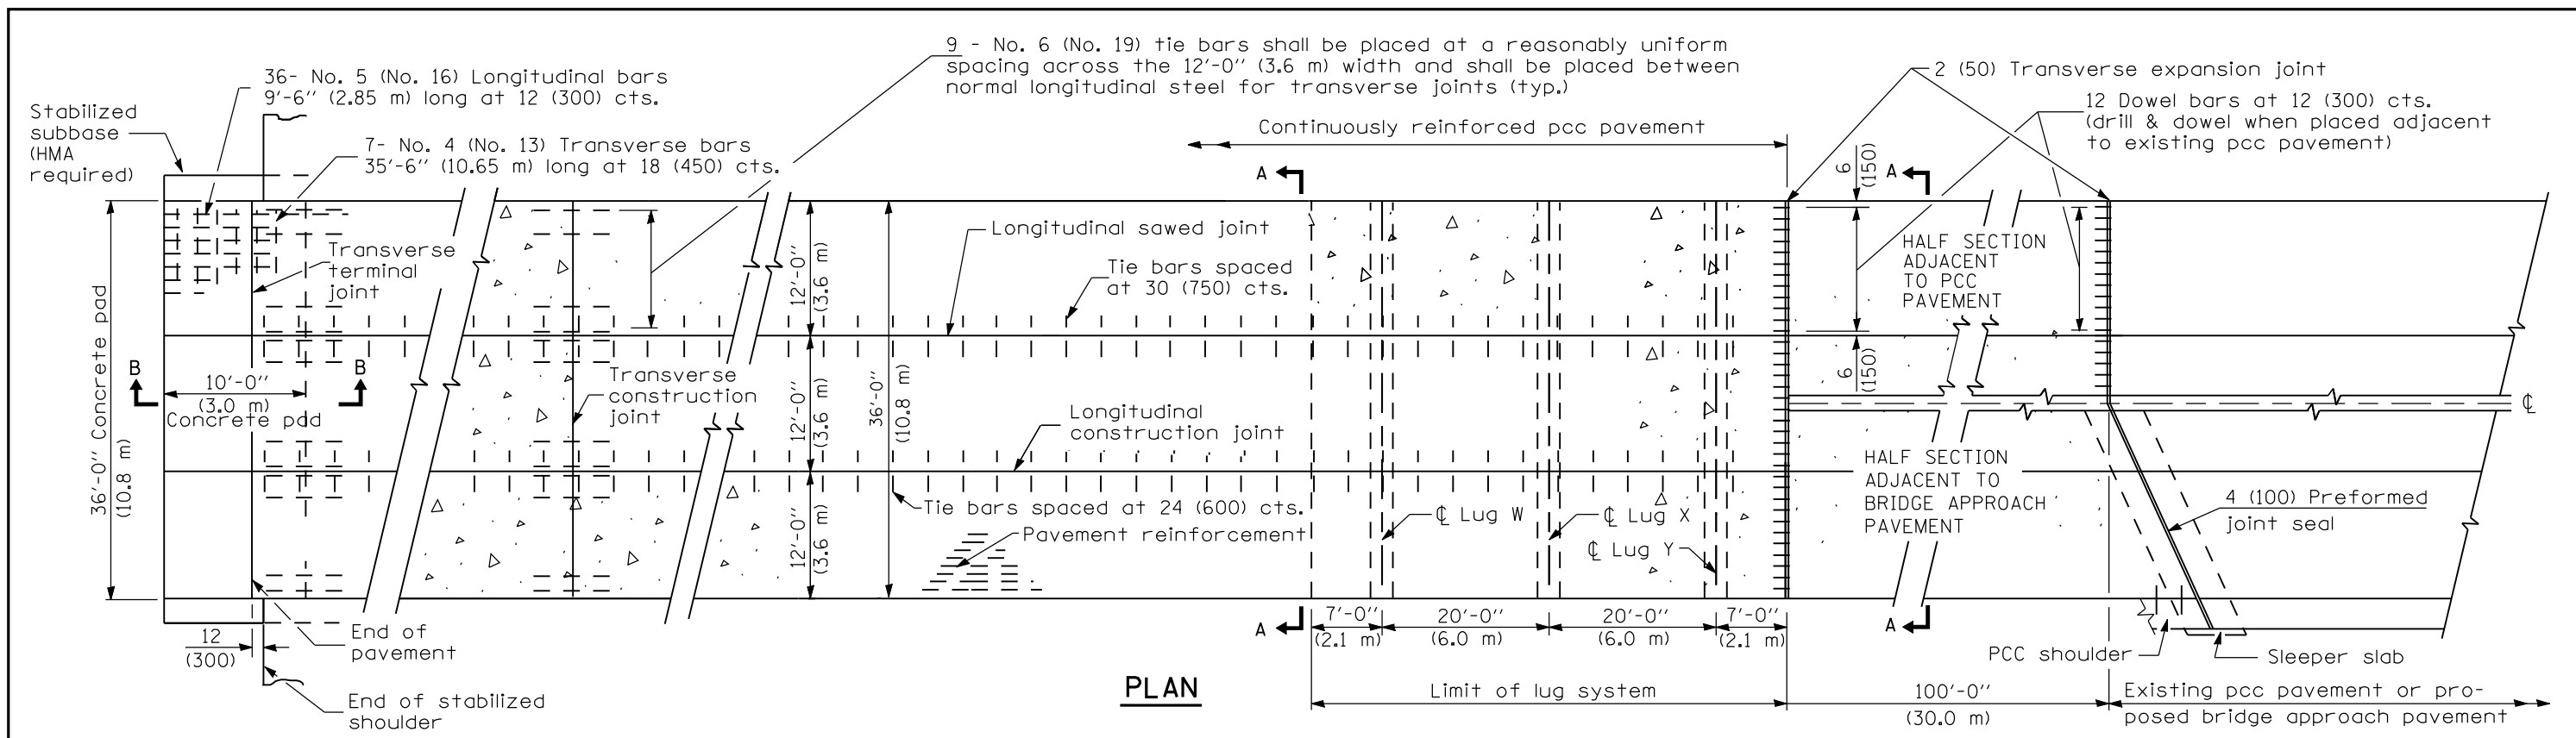 9 - No. 6 (No. 19) tie bars shall be placed at a reasonably uniform
spacing across the 12'-0" (3.6 m) width and shall be placed between
normal longitudinal steel for transverse joints (typ.)
36- No. 5 (No. 16) Longitudinal bars
9'-6" (2.85 m) long at 12 (300) cts.
Stabilized
subbase
(HMA
required)
7- No. 4 (No. 13) Transverse bars
35'-6" (10.65 m) long at 18 (450) cts.
2 (50) Transverse expansion joint
12 Dowel bars at 12 (300) cts.
(drill & dowel when placed adjacent
to existing pcc pavement)
Continuously reinforced pcc pavement
A
A
6
(150)
Transverse
terminal
joint
Longitudinal sawed joint
Tie bars spaced
at 30 (750) cts.
12'-0"
(3.6 m)
HALF SECTION
ADJACENT
TO PCC
PAVEMENT
36'-0" Concrete pad
(10.8 m)
B
B
10'-0"
(3.0 m)
Concrete pad
Transverse
construction
joint
12'-0"
(3.6 m)
36'-0"
(10.8 m)
Longitudinal
construction joint
6
(150)
℄
HALF SECTION
ADJACENT TO
BRIDGE APPROACH
PAVEMENT
Tie bars spaced at 24 (600) cts.
Pavement reinforcement
12'-0"
(3.6 m)
℄ Lug W
℄ Lug X
℄ Lug Y
4 (100) Preformed
joint seal
A
A
7'-0"
(2.1 m)
20'-0"
(6.0 m)
20'-0"
(6.0 m)
7'-0"
(2.1 m)
12
(300)
End of
pavement
End of stabilized
shoulder
PCC shoulder
Sleeper slab
PLAN
Limit of lug system
100'-0"
(30.0 m)
Existing pcc pavement or pro-
posed bridge approach pavement